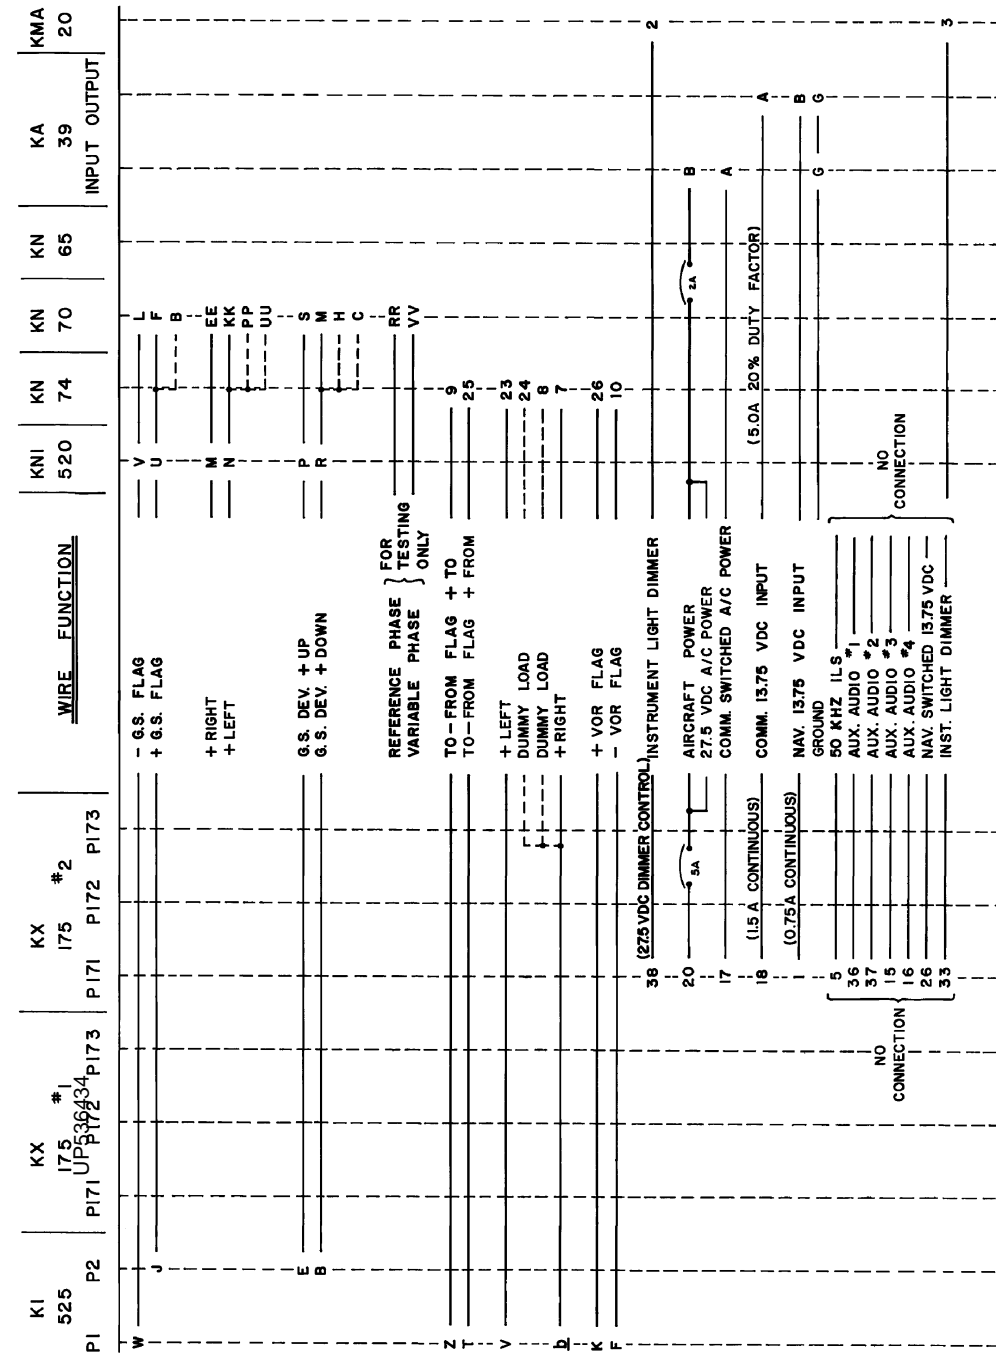 KI 525
P1 P2
KX 175 #1
P171 P172 P173
KX 175 #2
P171 P172 P173
WIRE FUNCTION
KNI 520
KN 74
KN 70
KN 65
KA 39
INPUT OUTPUT
KMA 20
UP536434
W - G.S. FLAG V L
J + G.S. FLAG U F
B
+ RIGHT M EE
+ LEFT N KK
PP
UU
E G.S. DEV. + UP P S
B G.S. DEV. + DOWN R M
H
C
REFERENCE PHASE RR
VARIABLE PHASE VV
FOR TESTING ONLY
Z TO-FROM FLAG + TO 9
T TO-FROM FLAG + FROM 25
V + LEFT 23
DUMMY LOAD 24
DUMMY LOAD 8
b + RIGHT 7
K + VOR FLAG 26
F - VOR FLAG 10
38 (27.5 VDC DIMMER CONTROL) INSTRUMENT LIGHT DIMMER 2
20 5A AIRCRAFT POWER 2A B
27.5 VDC A/C POWER
17 COMM. SWITCHED A/C POWER A
18 (1.5 A CONTINUOUS) COMM. 13.75 VDC INPUT (5.0A 20% DUTY FACTOR) A
1 (0.75A CONTINUOUS) NAV. 13.75 VDC INPUT B
GROUND G G
5 50 KHZ ILS
36 AUX. AUDIO #1
37 AUX. AUDIO #2
15 AUX. AUDIO #3
16 AUX. AUDIO #4
26 NAV. SWITCHED 13.75 VDC
33 INST. LIGHT DIMMER 3
NO CONNECTION
NO CONNECTION